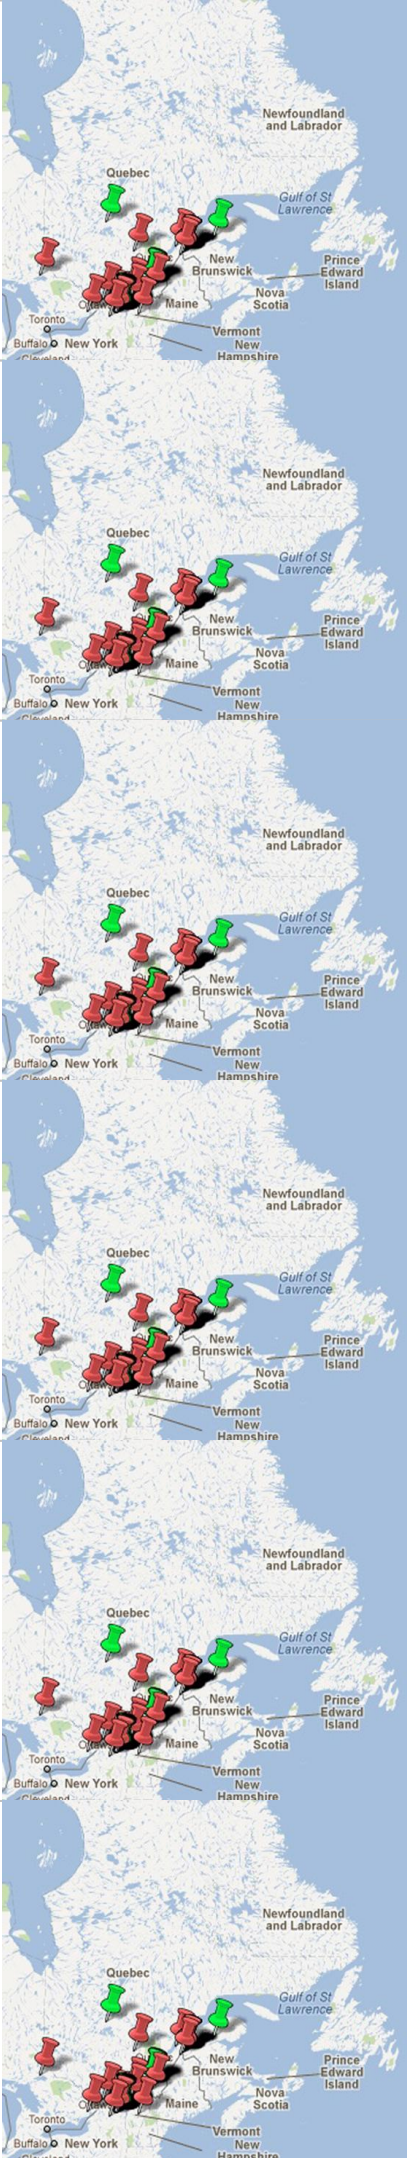 Newfoundland
and Labrador
Quebec
Gulf of St
Lawrence
New
Brunswick
Prince
Edward
Island
Nova
Scotia
Maine
Toronto
Vermont
Buffalo
New York
New
Hampshire
Cleveland
Newfoundland
and Labrador
Quebec
Gulf of St
Lawrence
New
Brunswick
Prince
Edward
Island
Nova
Scotia
Maine
Toronto
Vermont
Buffalo
New York
New
Hampshire
Cleveland
Newfoundland
and Labrador
Quebec
Gulf of St
Lawrence
New
Brunswick
Prince
Edward
Island
Nova
Scotia
Maine
Toronto
Vermont
Buffalo
New York
New
Hampshire
Cleveland
Newfoundland
and Labrador
Quebec
Gulf of St
Lawrence
New
Brunswick
Prince
Edward
Island
Nova
Scotia
Maine
Toronto
Vermont
Buffalo
New York
New
Hampshire
Cleveland
Newfoundland
and Labrador
Quebec
Gulf of St
Lawrence
New
Brunswick
Prince
Edward
Island
Nova
Scotia
Maine
Toronto
Vermont
Buffalo
New York
New
Hampshire
Cleveland
Newfoundland
and Labrador
Quebec
Gulf of St
Lawrence
New
Brunswick
Prince
Edward
Island
Nova
Scotia
Maine
Toronto
Vermont
Buffalo
New York
New
Hampshire